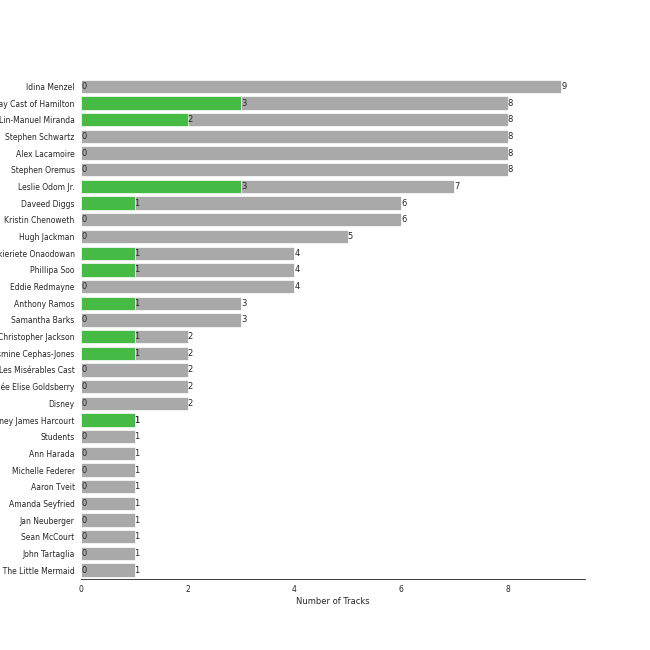 Idina Menzel 0 9
ay Cast of Hamilton 3 8
Lin-Manuel Miranda 2 8
Stephen Schwartz 0 8
Alex Lacamoire 0 8
Stephen Oremus 0 8
Leslie Odom Jr. 3 7
Daveed Diggs 1 6
Kristin Chenoweth 0 6
Hugh Jackman 0 5
kieriete Onaodowan 1 4
Phillipa Soo 1 4
Eddie Redmayne 0 4
Anthony Ramos 1 3
Samantha Barks 0 3
Christopher Jackson 1 2
smine Cephas-Jones 1 2
Les Misérables Cast 0 2
ée Elise Goldsberry 0 2
Disney 0 2
ney James Harcourt 1 1
Students 0 1
Ann Harada 0 1
Michelle Federer 0 1
Aaron Tveit 0 1
Amanda Seyfried 0 1
Jan Neuberger 0 1
Sean McCourt 0 1
John Tartaglia 0 1
The Little Mermaid 0 1
0 2 4 6 8
Number of Tracks